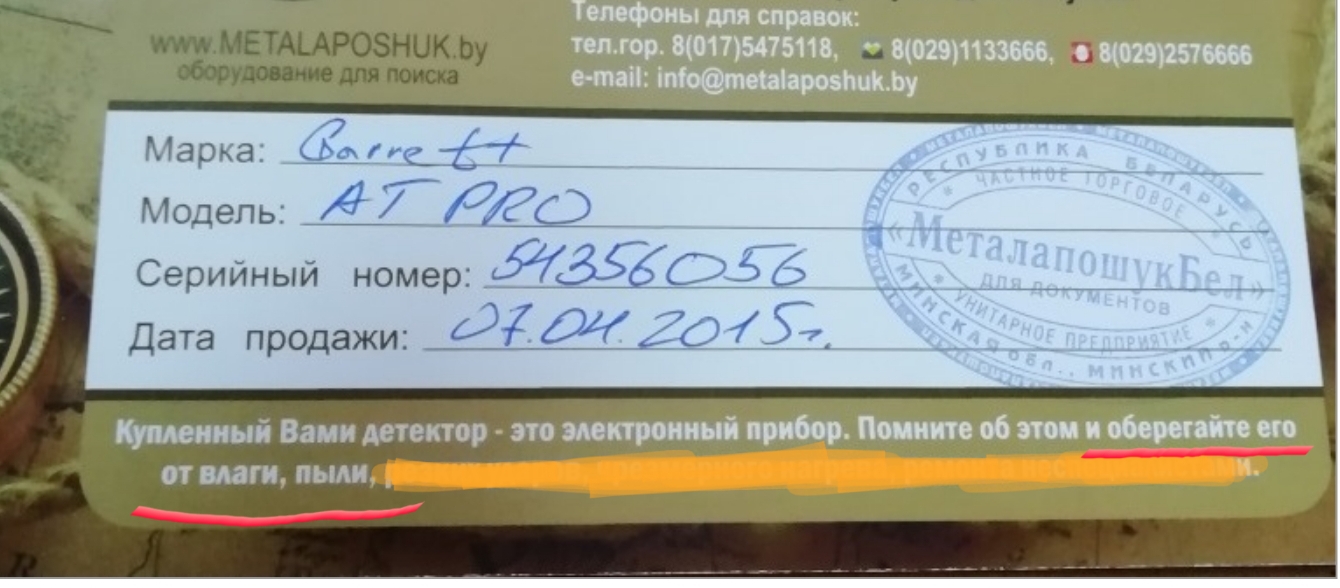 www.METALAPOSHUK.by
оборудование для поиска
Телефоны для справок:
тел.гор. 8(017)5475118, 8(029)1133666, 8(029)2576666
e-mail: info@metalaposhuk.by
Марка: Garrett
Модель: AT PRO
Серийный номер: 54356056
Дата продажи: 07.04.2015г.
РЕСПУБЛИКА БЕЛАРУСЬ
* ЧАСТНОЕ ТОРГОВОЕ *
«МеталапошукБел»
ДЛЯ ДОКУМЕНТОВ
* УНИТАРНОЕ ПРЕДПРИЯТИЕ *
МИНСКАЯ обл., МИНСКИЙ р-н
Купленный Вами детектор - это электронный прибор. Помните об этом и оберегайте его
от влаги, пыли,